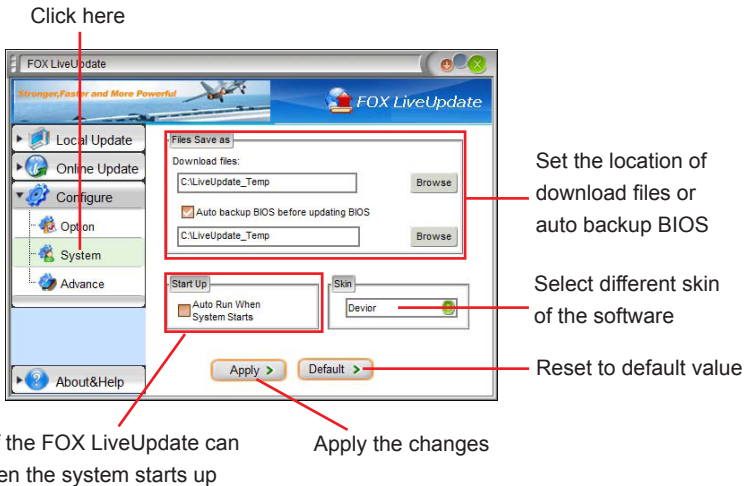 Click here
FOX LiveUpdate
Stronger,Faster and More Powerful
FOX LiveUpdate
Local Update
Online Update
Configure
Option
System
Advance
About&Help
Files Save as
Download files:
C:\LiveUpdate_Temp
Browse
Auto backup BIOS before updating BIOS
C:\LiveUpdate_Temp
Browse
Start Up
Auto Run When
System Starts
Skin
Devior
Apply
Default
Set the location of
download files or
auto backup BIOS
Select different skin
of the software
Reset to default value
the FOX LiveUpdate can
the system starts up
Apply the changes